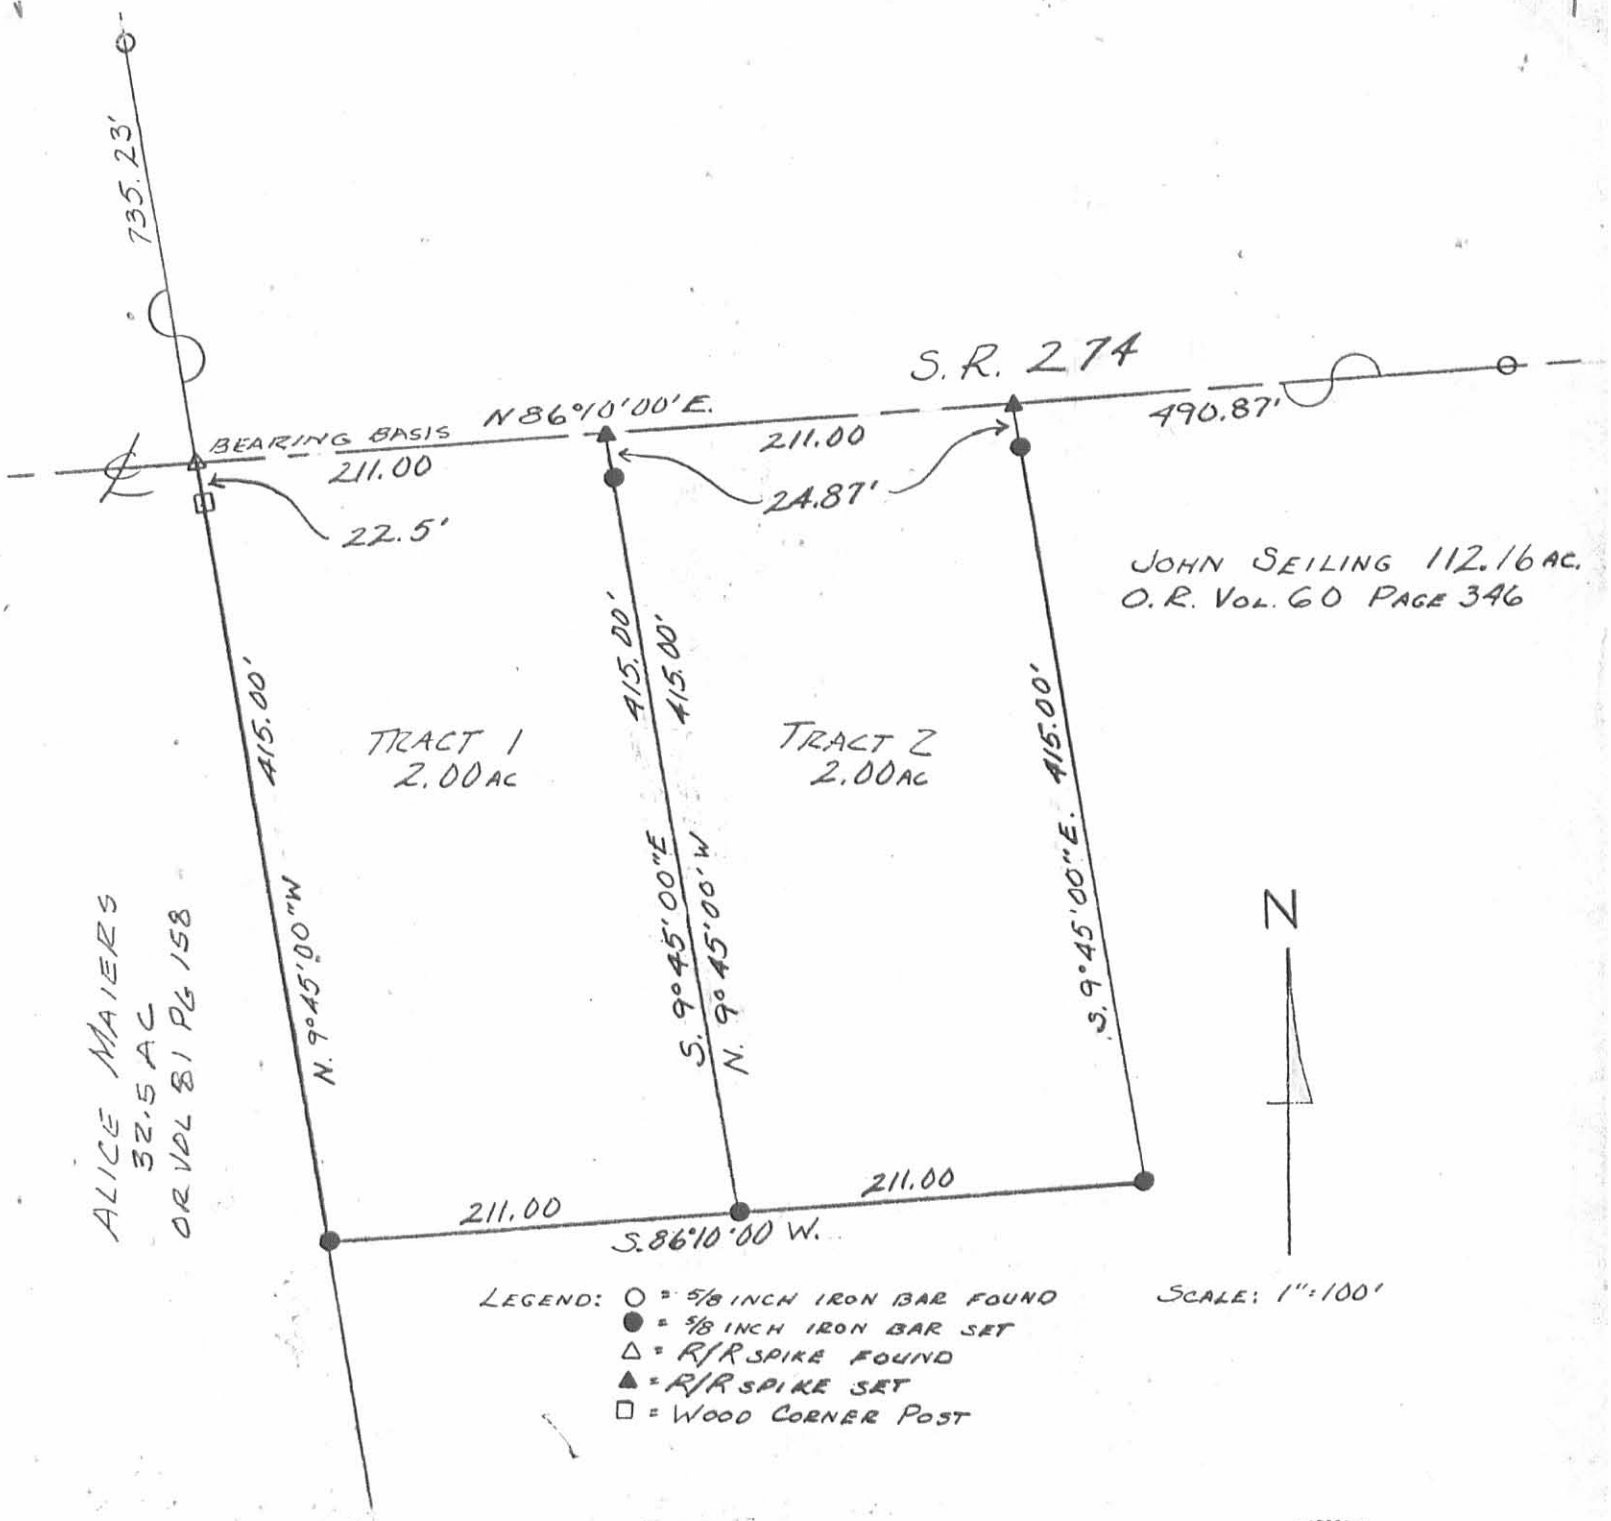 735.23'
S.R. 274
N 86°10'00' E.
BEARING BASIS
211.00
211.00
490.87'
℄
22.5'
24.87'
JOHN SEILING 112.16 AC.
O.R. VOL. 60 PAGE 346
415.00'
415.00'
415.00'
415.00'
TRACT 1
2.00 AC
TRACT 2
2.00 AC
N. 9°45'00" W
S. 9°45'00" E
N. 9°45'00' W
S. 9°45'00" E.
ALICE MAIERS
32.5 AC
OR VOL 81 PG 158
N
211.00
211.00
S. 86°10'00 W.
LEGEND: ○ = 5/8 INCH IRON BAR FOUND
● = 5/8 INCH IRON BAR SET
△ = R/R SPIKE FOUND
▲ = R/R SPIKE SET
□ = WOOD CORNER POST
SCALE: 1" = 100'